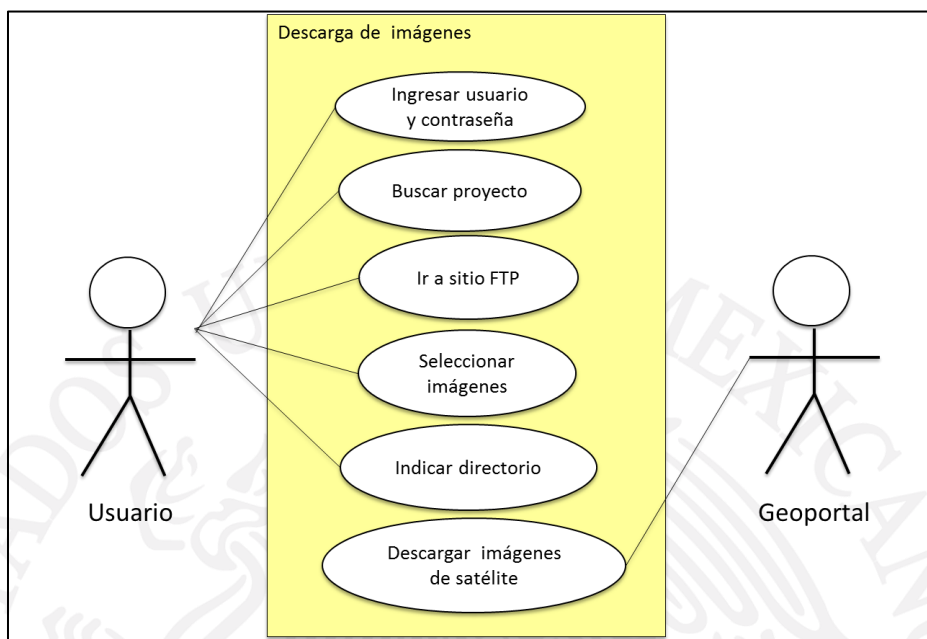 Descarga de imágenes
Ingresar usuario
y contraseña
Buscar proyecto
Ir a sitio FTP
Seleccionar
imágenes
Indicar directorio
Descargar imágenes
de satélite
Usuario
Geoportal